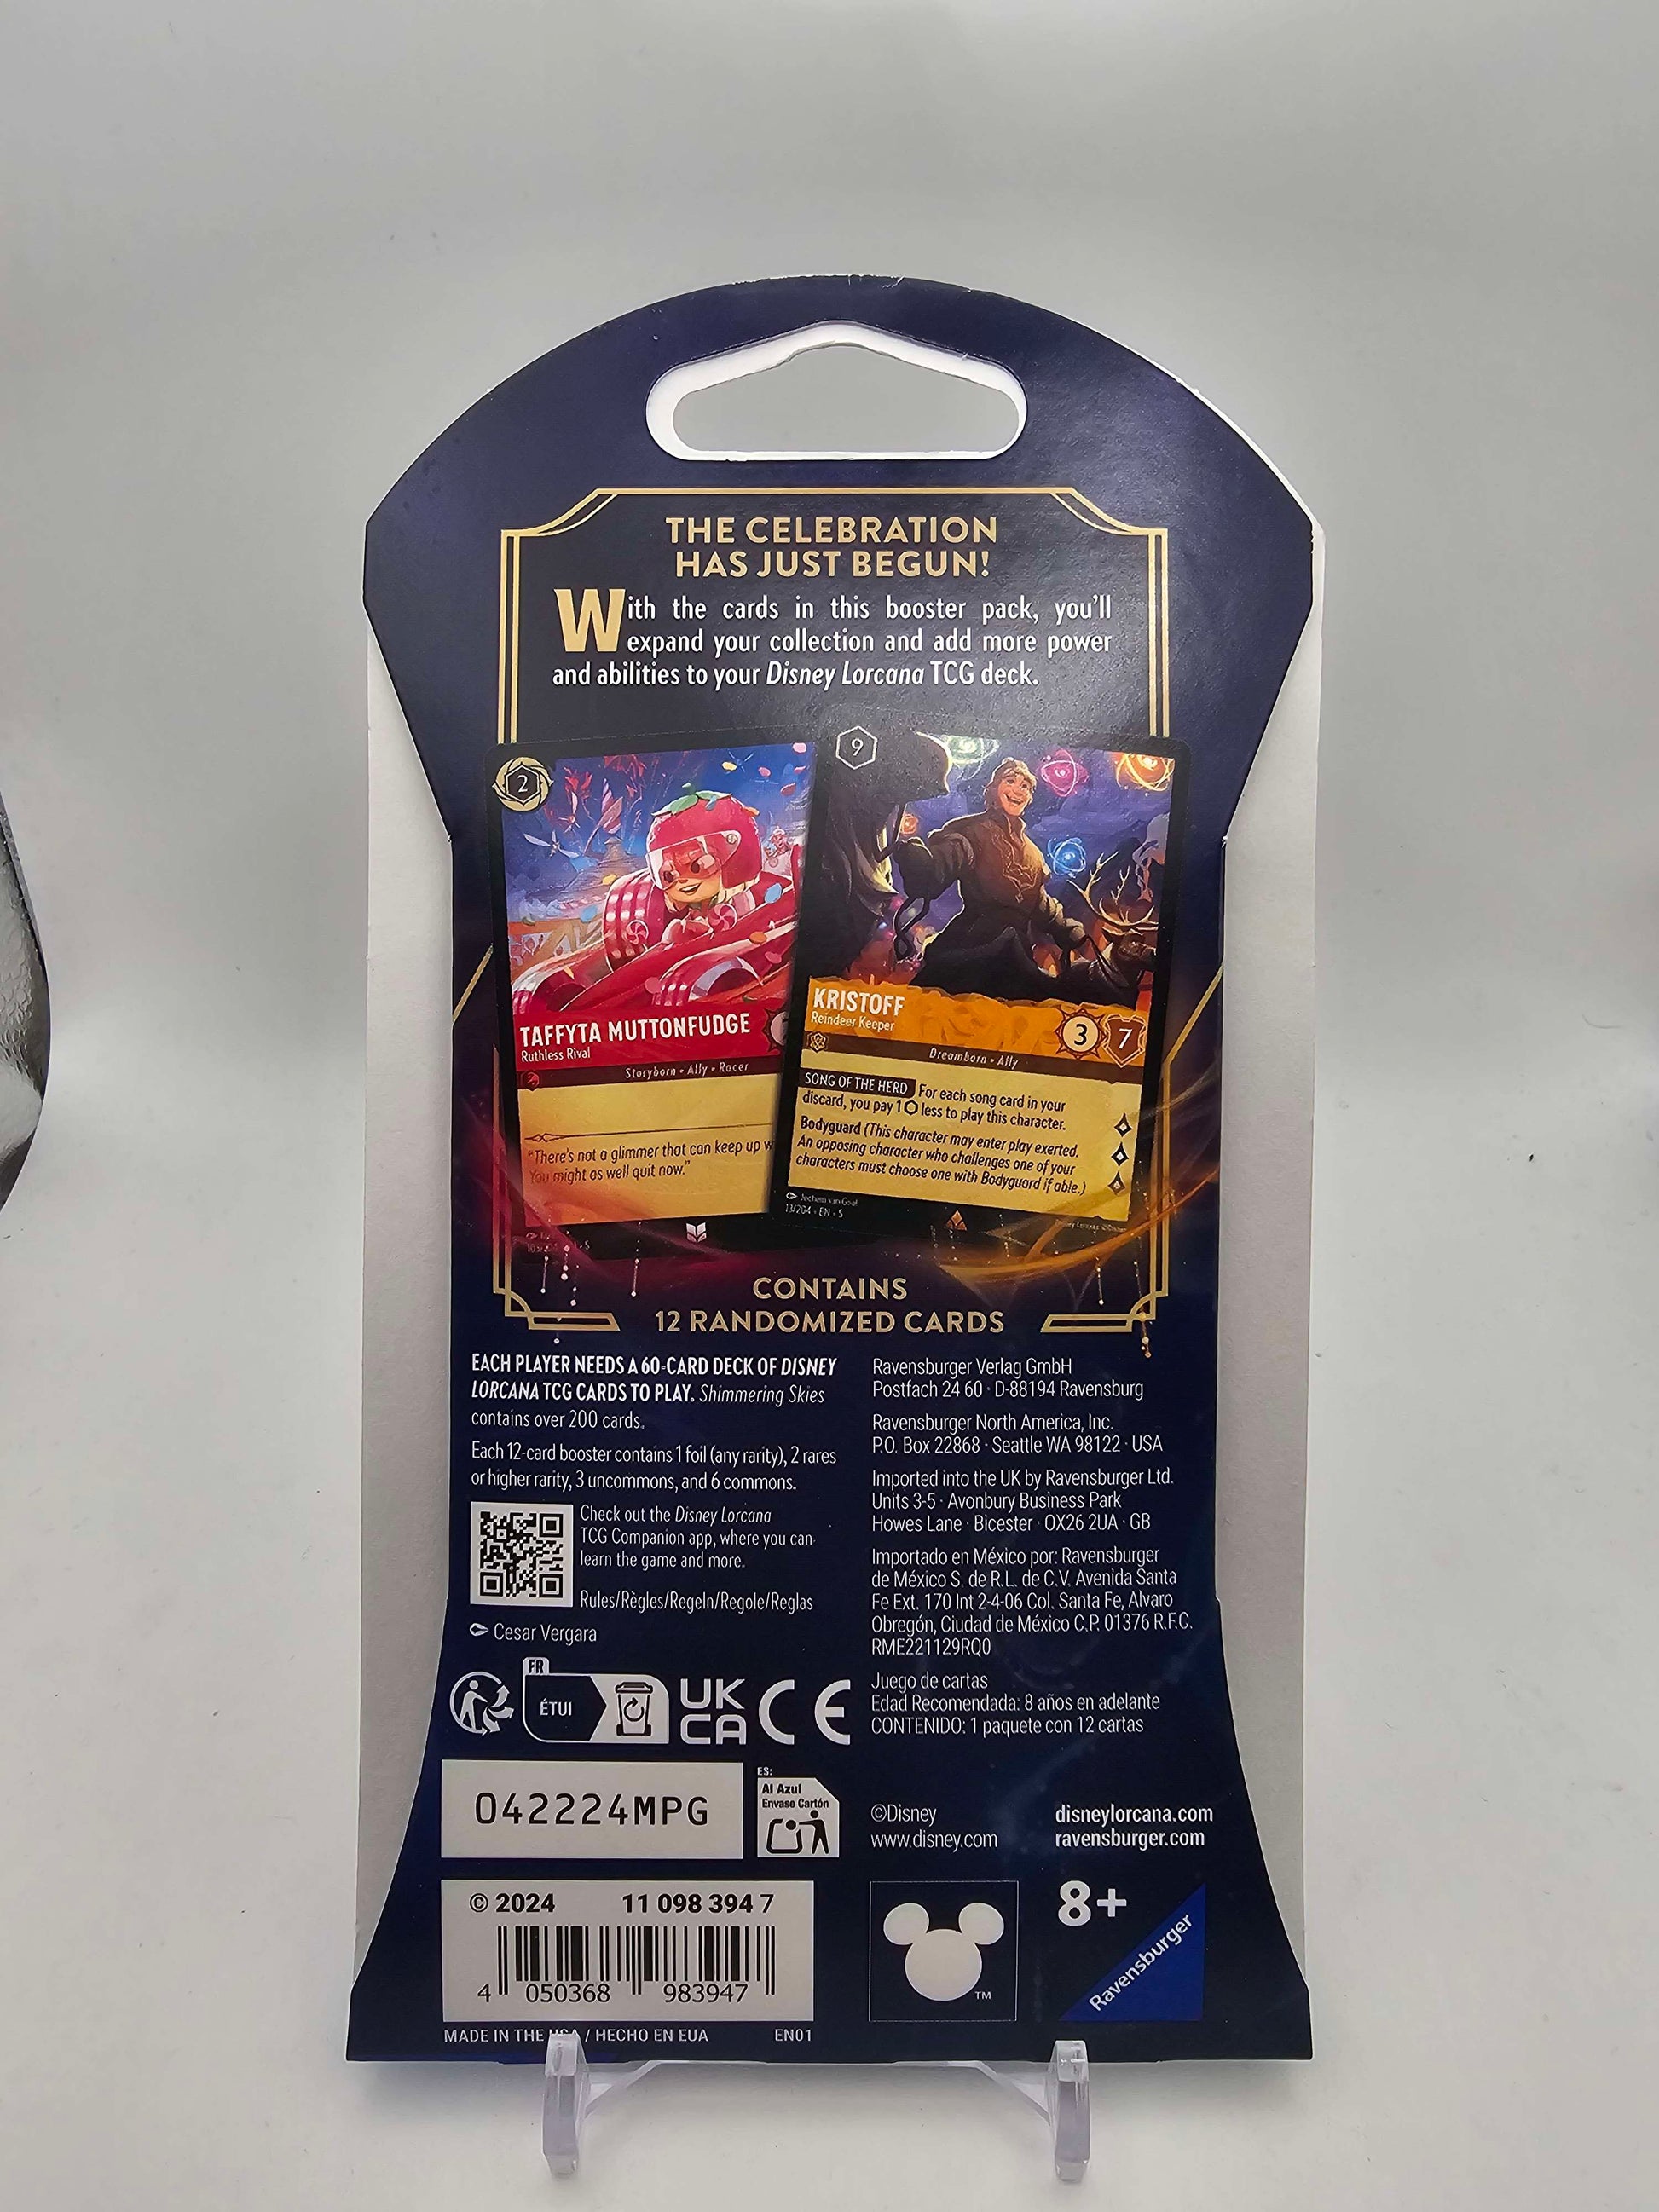 THE CELEBRATION
HAS JUST BEGUN!
With the cards in this booster pack, you'll
expand your collection and add more power
and abilities to your Disney Lorcana TCG deck.
2
TAFFYTA MUTTONFUDGE
Ruthless Rival
Storyborn • Ally • Racer
"There's not a glimmer that can keep up
You might as well quit now."
9
KRISTOFF
Reindeer Keeper
3 7
Dreamborn • Ally
SONG OF THE HERD For each song card in your
discard, you pay 1 less to play this character.
Bodyguard (This character may enter play exerted.
An opposing character who challenges one of your
characters must choose one with Bodyguard if able.)
Jochem van Gool
13/204 • EN • 5
CONTAINS
12 RANDOMIZED CARDS
EACH PLAYER NEEDS A 60-CARD DECK OF DISNEY
LORCANA TCG CARDS TO PLAY. Shimmering Skies
contains over 200 cards.
Each 12-card booster contains 1 foil (any rarity), 2 rares
or higher rarity, 3 uncommons, and 6 commons.
Check out the Disney Lorcana
TCG Companion app, where you can
learn the game and more.
Rules/Règles/Regeln/Regole/Reglas
Cesar Vergara
FR
ÉTUI
UK
CA
CE
042224MPG
ES:
Al Azul
Envase Cartón
© 2024 11 098 394 7
4 050368 983947
MADE IN THE USA / HECHO EN EUA EN01
Ravensburger Verlag GmbH
Postfach 24 60 · D-88194 Ravensburg
Ravensburger North America, Inc.
P.O. Box 22868 · Seattle WA 98122 · USA
Imported into the UK by Ravensburger Ltd.
Units 3-5 · Avonbury Business Park
Howes Lane · Bicester · OX26 2UA · GB
Importado en México por: Ravensburger
de México S. de R.L. de C.V. Avenida Santa
Fe Ext. 170 Int 2-4-06 Col. Santa Fe, Alvaro
Obregón, Ciudad de México C.P. 01376 R.F.C.
RME221129RQ0
Juego de cartas
Edad Recomendada: 8 años en adelante
CONTENIDO: 1 paquete con 12 cartas
©Disney
www.disney.com
disneylorcana.com
ravensburger.com
TM
8+
Ravensburger